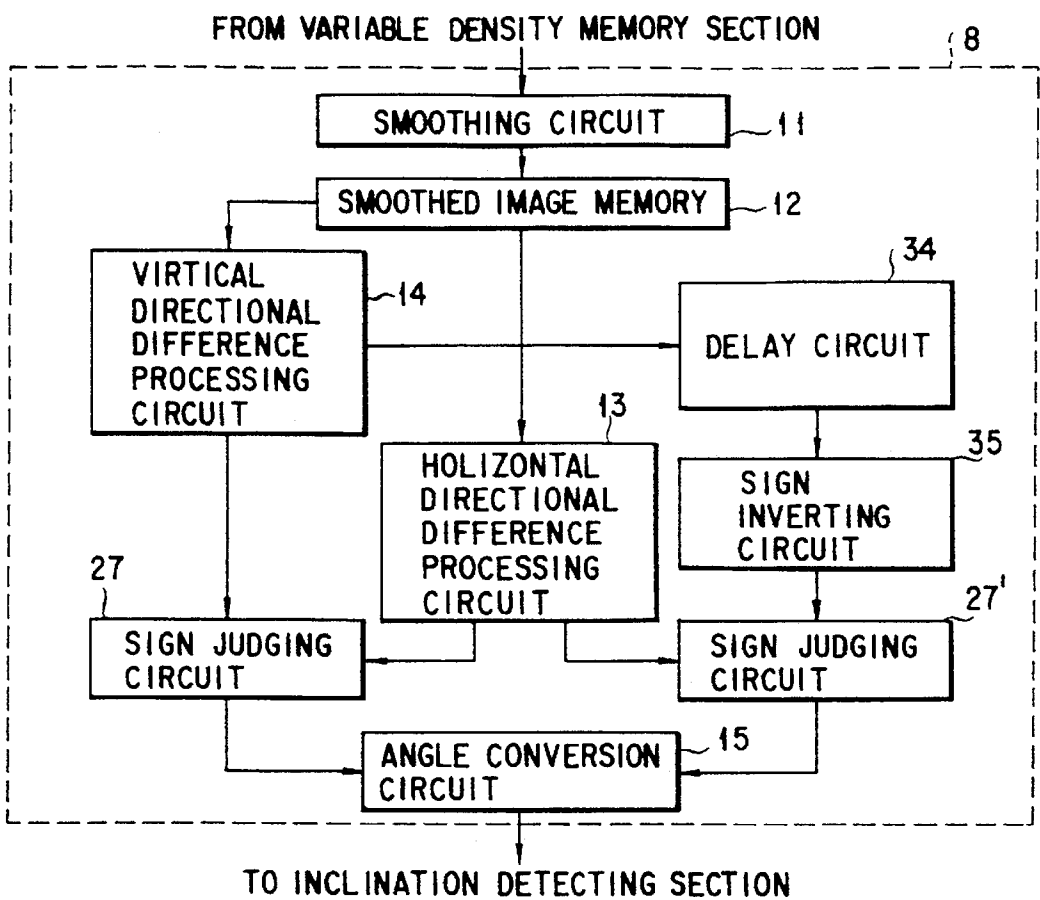 FROM VARIABLE DENSITY MEMORY SECTION
8
SMOOTHING CIRCUIT
11
SMOOTHED IMAGE MEMORY
12
VIRTICAL
DIRECTIONAL
DIFFERENCE
PROCESSING
CIRCUIT
14
34
DELAY CIRCUIT
13
HOLIZONTAL
DIRECTIONAL
DIFFERENCE
PROCESSING
CIRCUIT
35
SIGN
INVERTING
CIRCUIT
27
SIGN JUDGING
CIRCUIT
27'
SIGN JUDGING
CIRCUIT
15
ANGLE CONVERSION
CIRCUIT
TO INCLINATION DETECTING SECTION